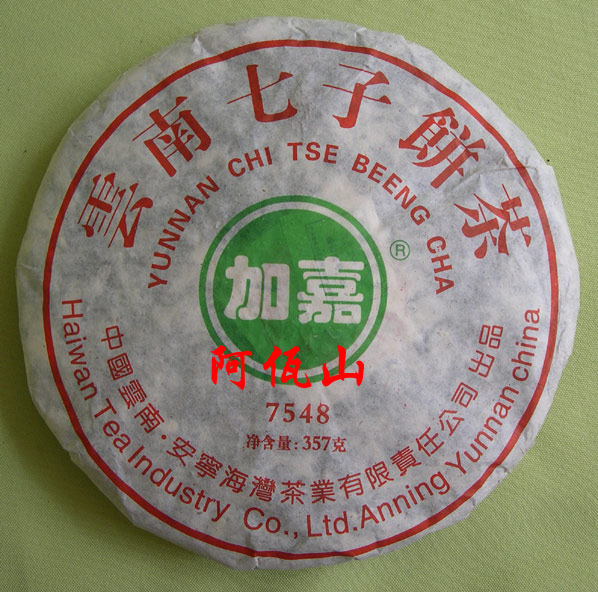 雲南七子餅茶
YUNNAN CHI TSE BEENG CHA
加嘉
®
阿佤山
7548
净含量:357克
中國雲南·安寧海灣茶業有限責任公司 出品
Haiwan Tea Industry Co., Ltd. Anning Yunnan china